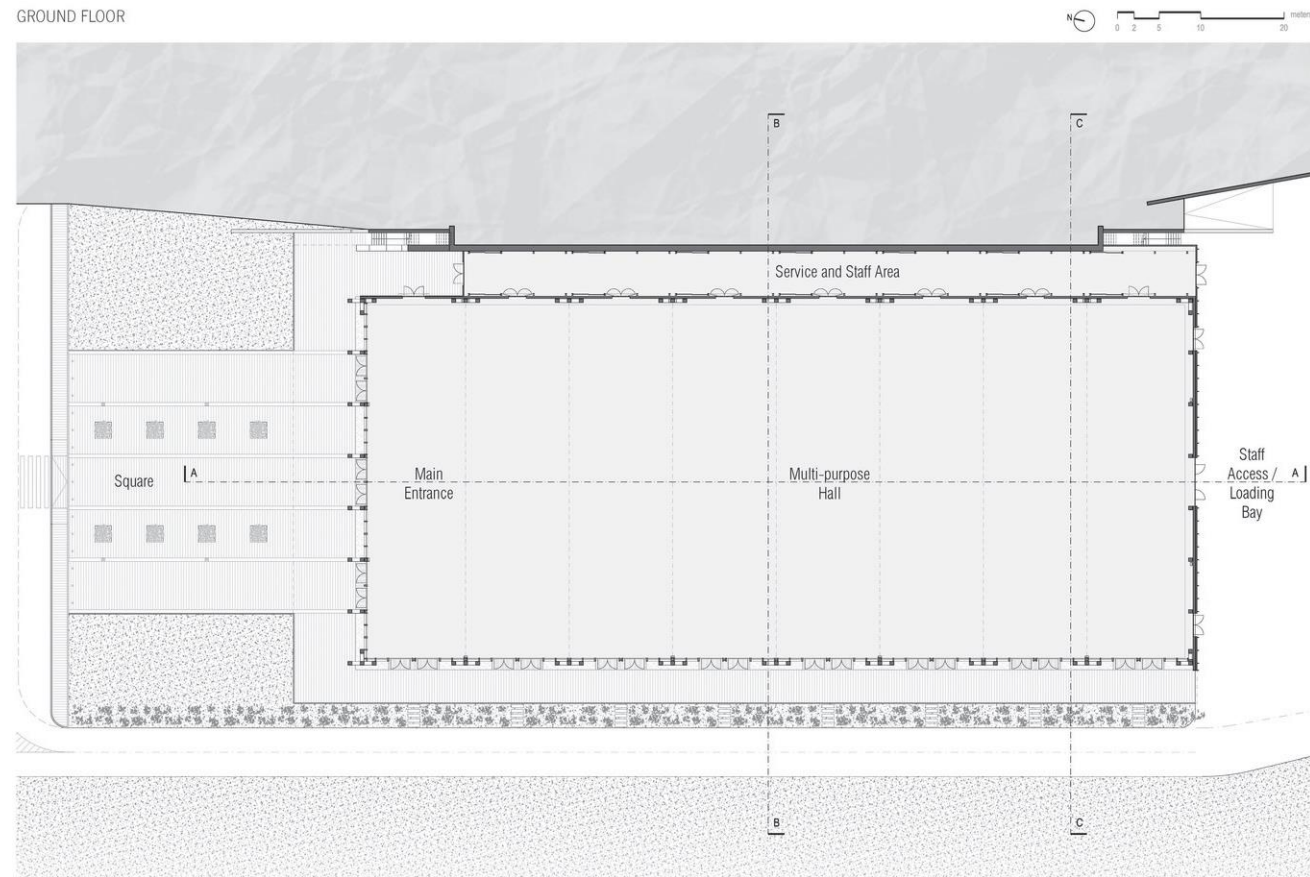 GROUND FLOOR
N
0 2 5 10 20 meters
B
C
Service and Staff Area
Square
A
Main
Entrance
Multi-purpose
Hall
Staff
Access /
Loading
Bay
A
B
C